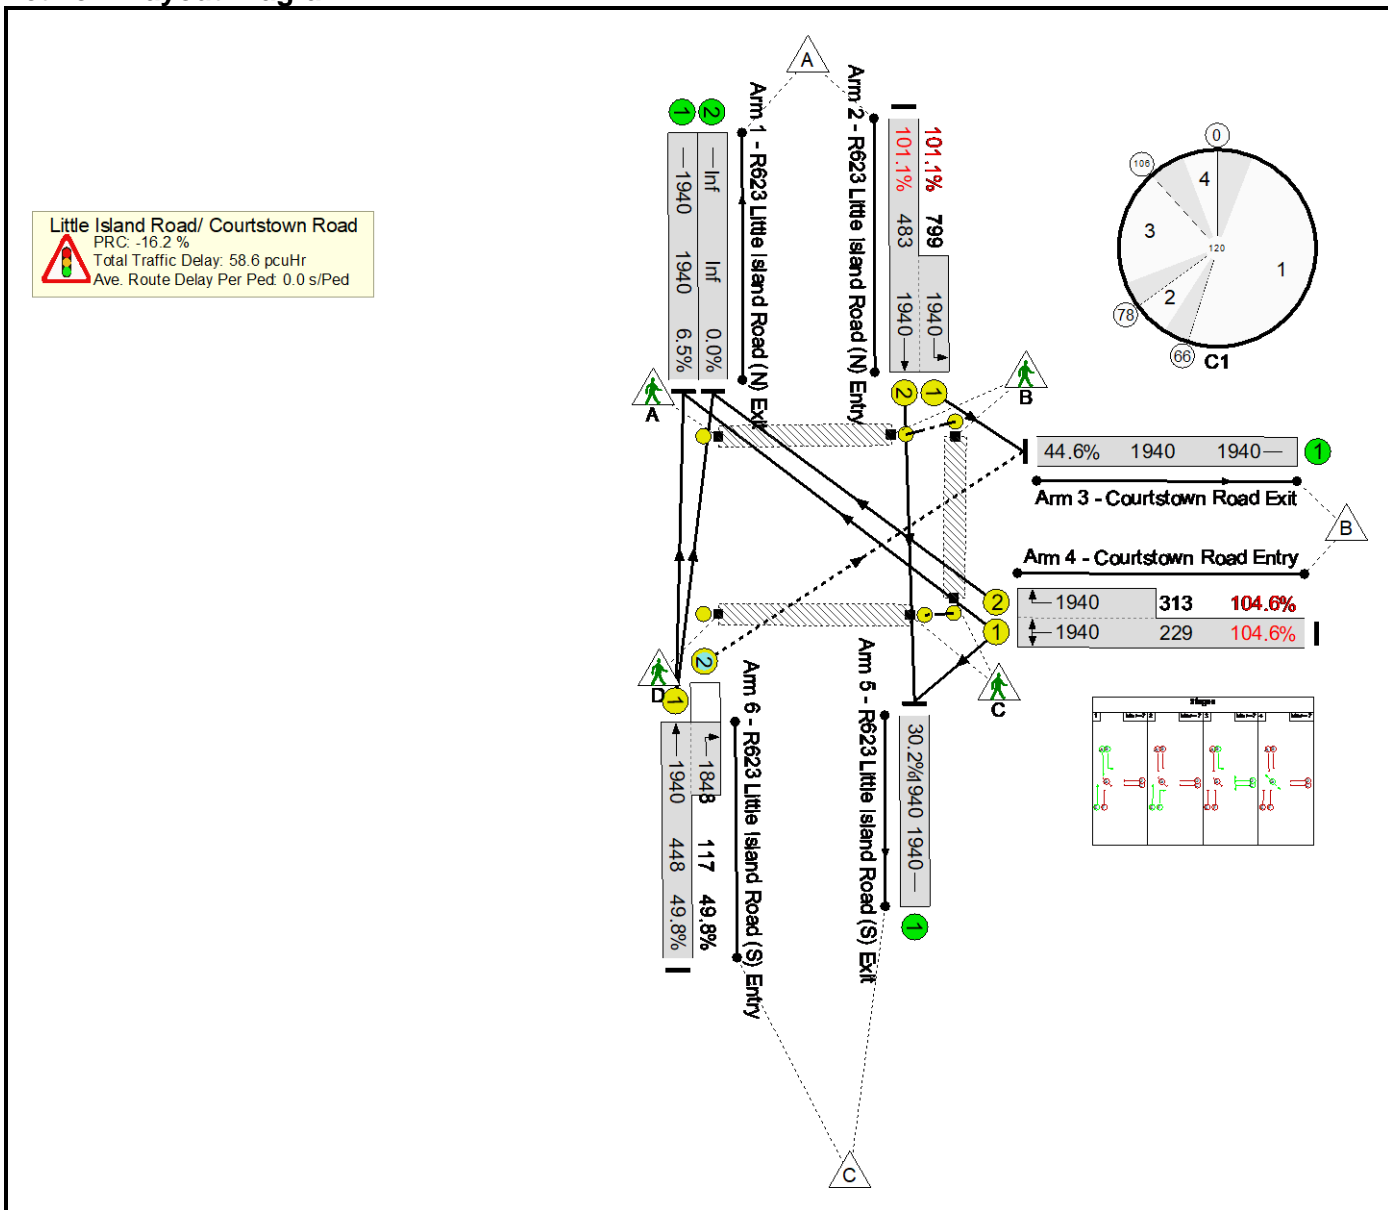 A
Arm 1 - R623 Little Island Road (N) Exit
1
2
1940 1940 6.5%
Inf Inf 0.0%
Arm 2 - R623 Little Island Road (N) Entry
101.1% 483 1940
101.1% 799 1940
2
1
0
106
4
3
120
1
2
78
66
C1
Little Island Road/ Courtstown Road
PRC: -16.2 %
Total Traffic Delay: 58.6 pcuHr
Ave. Route Delay Per Ped: 0.0 s/Ped
A
B
44.6% 1940 1940
1
Arm 3 - Courtstown Road Exit
B
Arm 4 - Courtstown Road Entry
2
1940 313 104.6%
1
1940 229 104.6%
D
C
2
1
Arm 6 - R623 Little Island Road (S) Entry
1940 448 49.8%
1848 117 49.8%
Arm 5 - R623 Little Island Road (S) Exit
30.2% 1940 1940
1
Stages
1
2
3
4
C